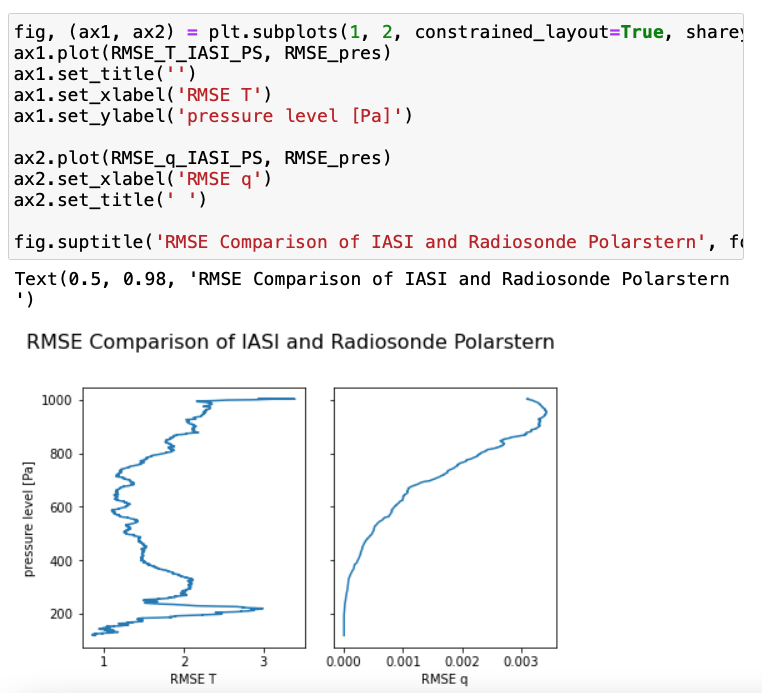 fig, (ax1, ax2) = plt.subplots(1, 2, constrained_layout=True, sharey
ax1.plot(RMSE_T_IASI_PS, RMSE_pres)
ax1.set_title('')
ax1.set_xlabel('RMSE T')
ax1.set_ylabel('pressure level [Pa]')
ax2.plot(RMSE_q_IASI_PS, RMSE_pres)
ax2.set_xlabel('RMSE q')
ax2.set_title(' ')
fig.suptitle('RMSE Comparison of IASI and Radiosonde Polarstern',
Text(0.5, 0.98, 'RMSE Comparison of IASI and Radiosonde Polarstern
')
RMSE Comparison of IASI and Radiosonde Polarstern
1000
800
600
400
200
pressure level [Pa]
1 2 3
RMSE T
0.000 0.001 0.002 0.003
RMSE q